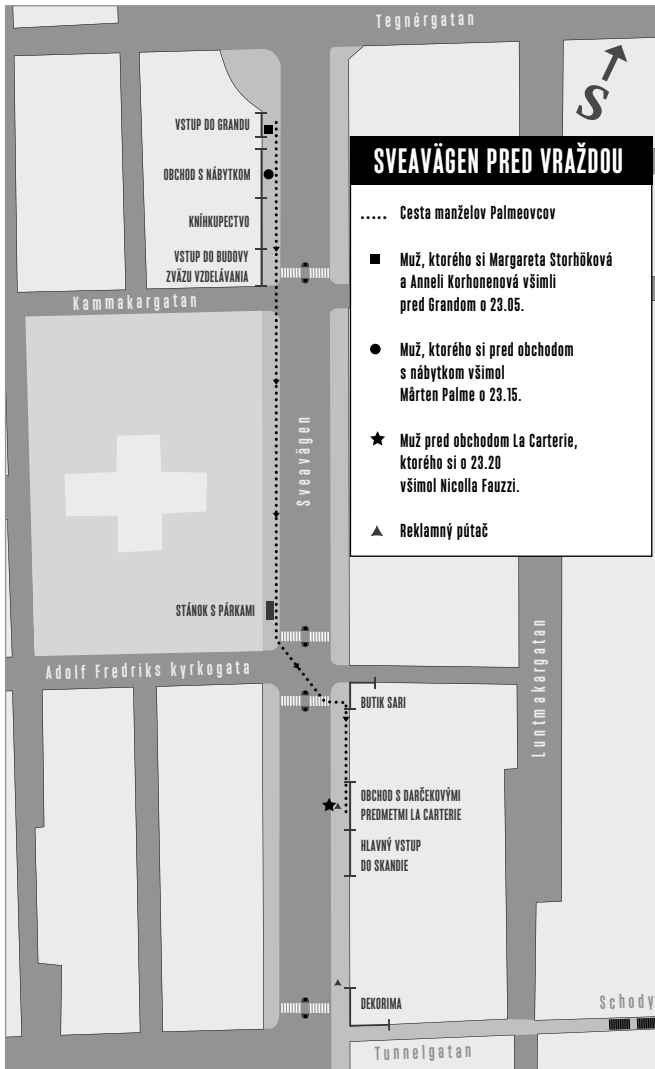 Tegnérgatan
S
VSTUP DO GRANDU
OBCHOD S NÁBYTKOM
KNÍHKUPECTVO
VSTUP DO BUDOVY
ZVÄZU VZDELÁVANIA
Kammakargatan
SVEAVÄGEN PRED VRAŽDOU
Cesta manželov Palmeovcov
Muž, ktorého si Margareta Storhöková
a Anneli Korhonenová všimli
pred Grandom o 23.05.
Muž, ktorého si pred obchodom
s nábytkom všimol
Mårten Palme o 23.15.
Muž pred obchodom La Carterie,
ktorého si o 23.20
všimol Nicolla Fauzzi.
Reklamný pútač
Sveavägen
STÁNOK S PÁRKAMI
Adolf Fredriks kyrkogata
Luntmakargatan
BUTIK SARI
OBCHOD S DARČEKOVÝMI
PREDMETMI LA CARTERIE
HLAVNÝ VSTUP
DO SKANDIE
DEKORIMA
Schody
Tunnelgatan